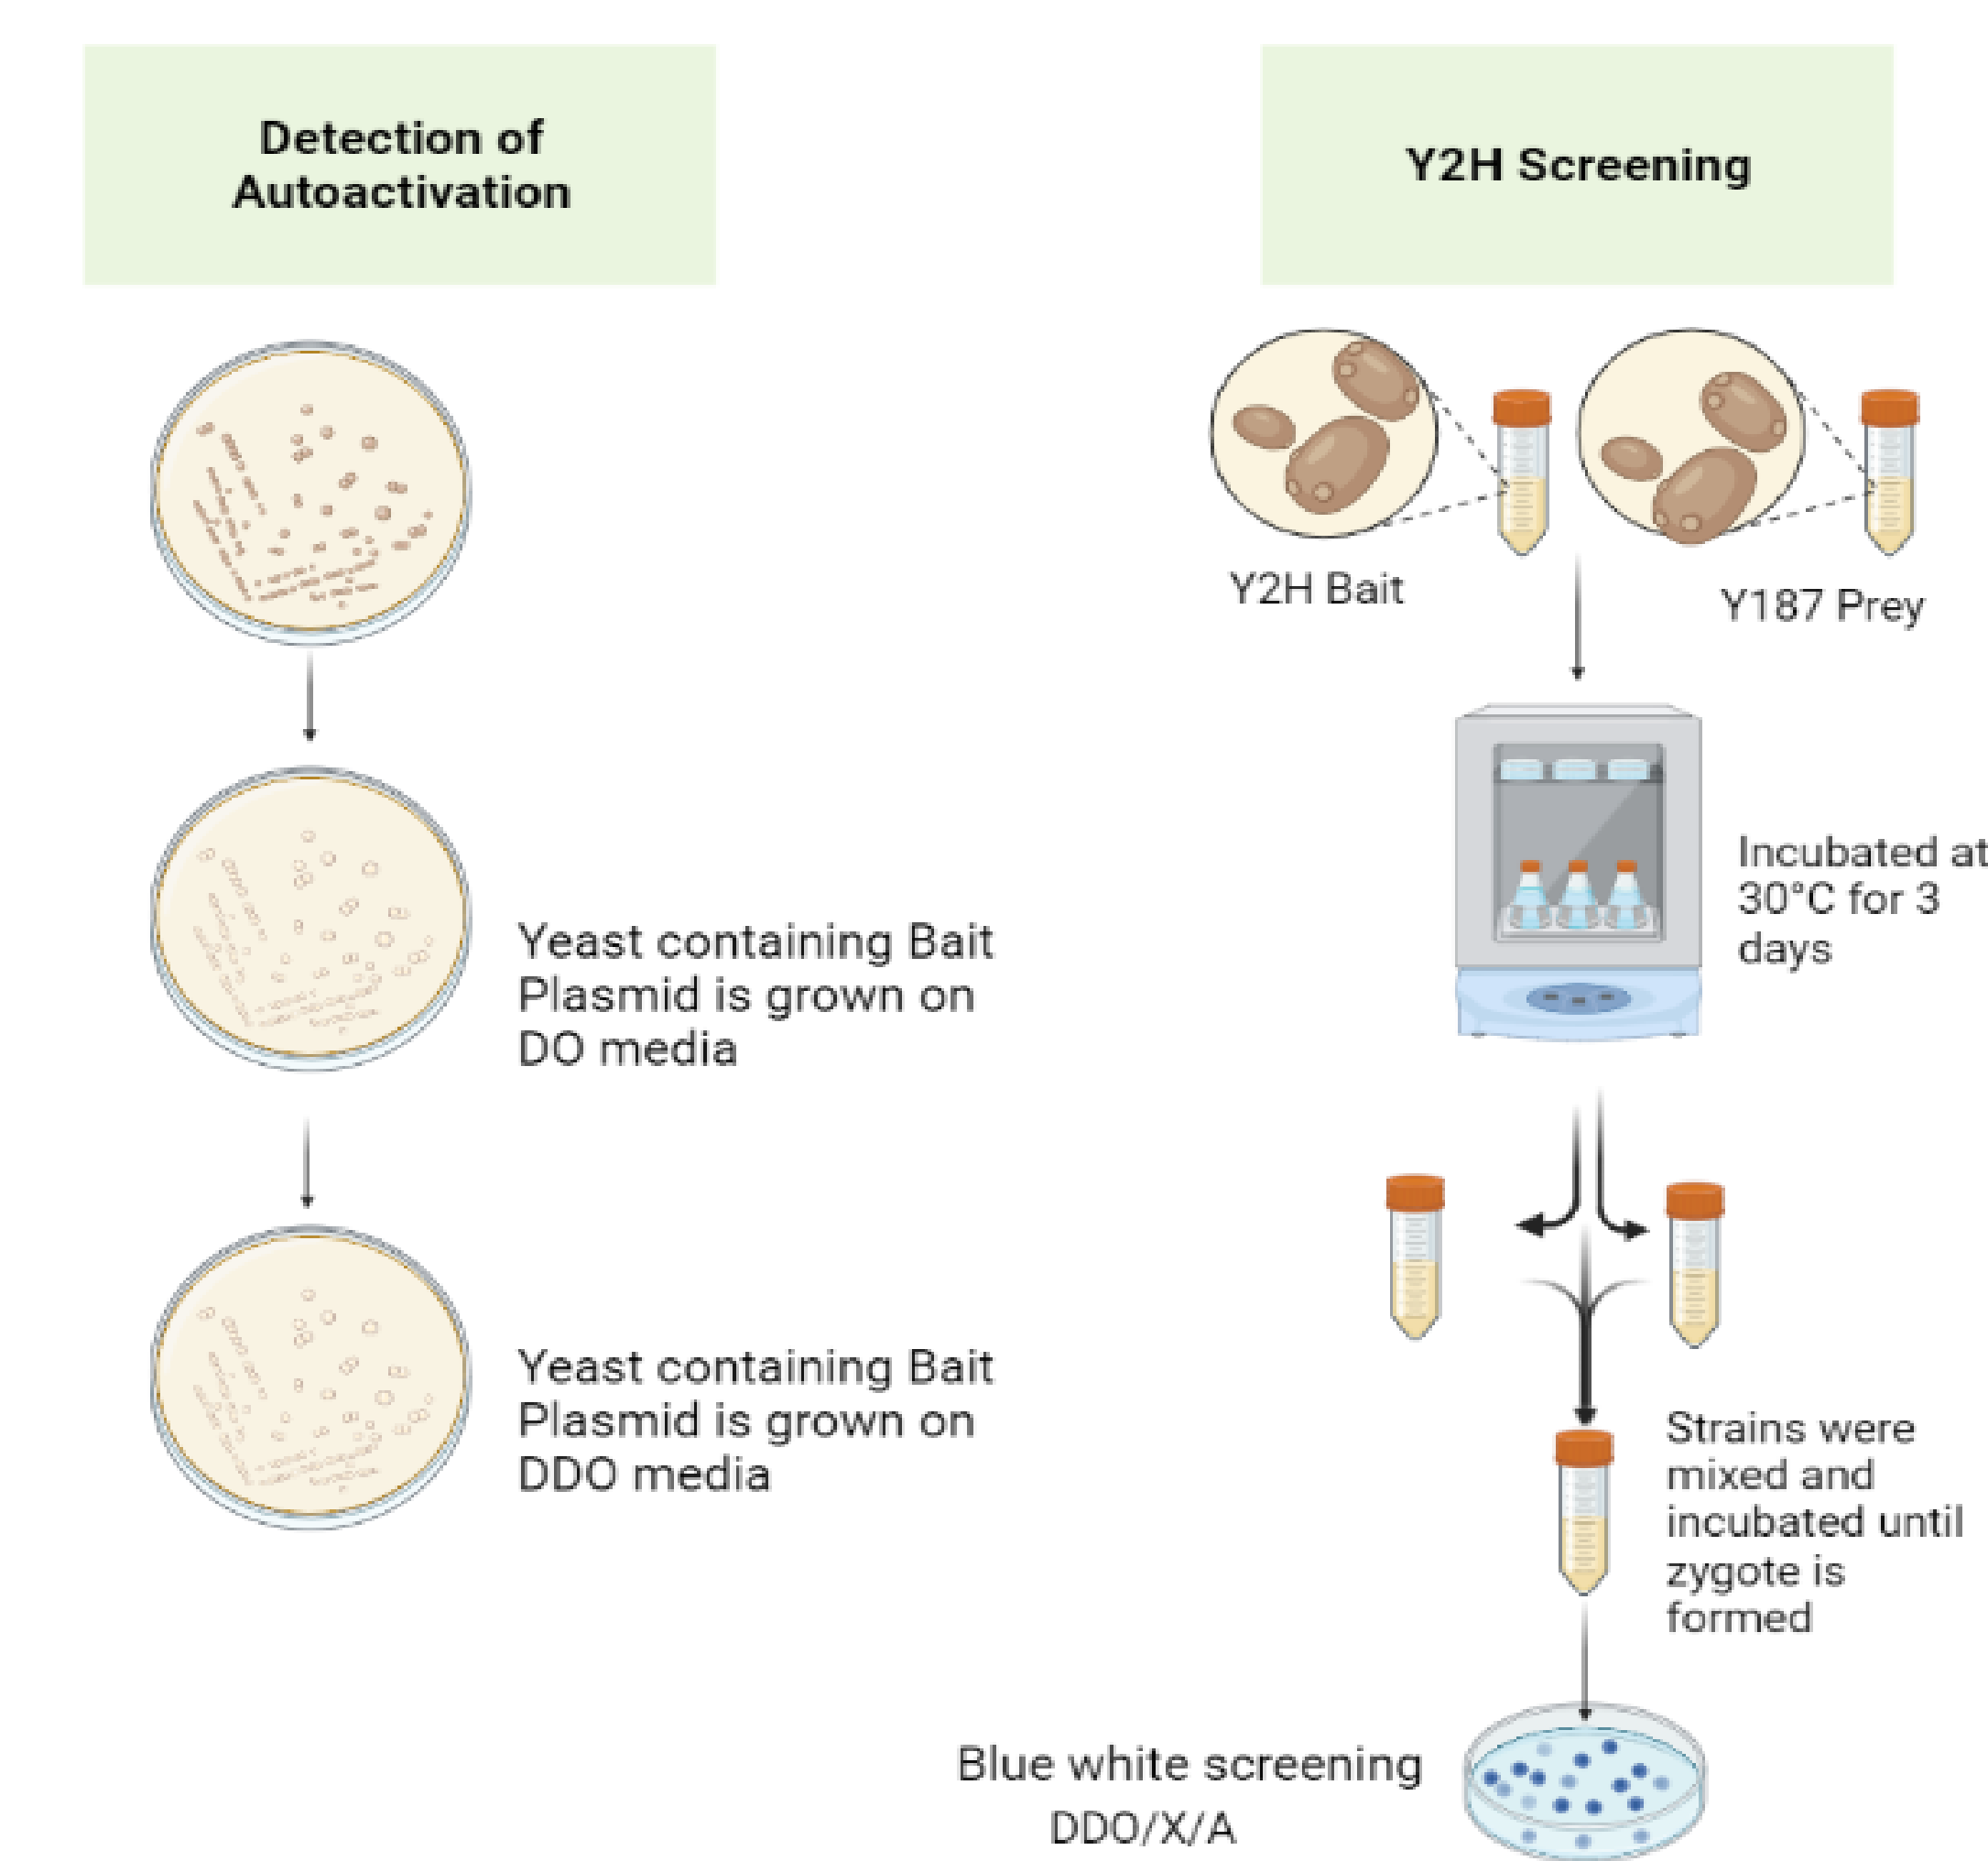 Detection of
Autoactivation
Yeast containing Bait
Plasmid is grown on
DO media
Yeast containing Bait
Plasmid is grown on
DDO media
Y2H Screening
Y2H Bait
Y187 Prey
Incubated at
30°C for 3
days
Strains were
mixed and
incubated until
zygote is
formed
Blue white screening
DDO/X/A